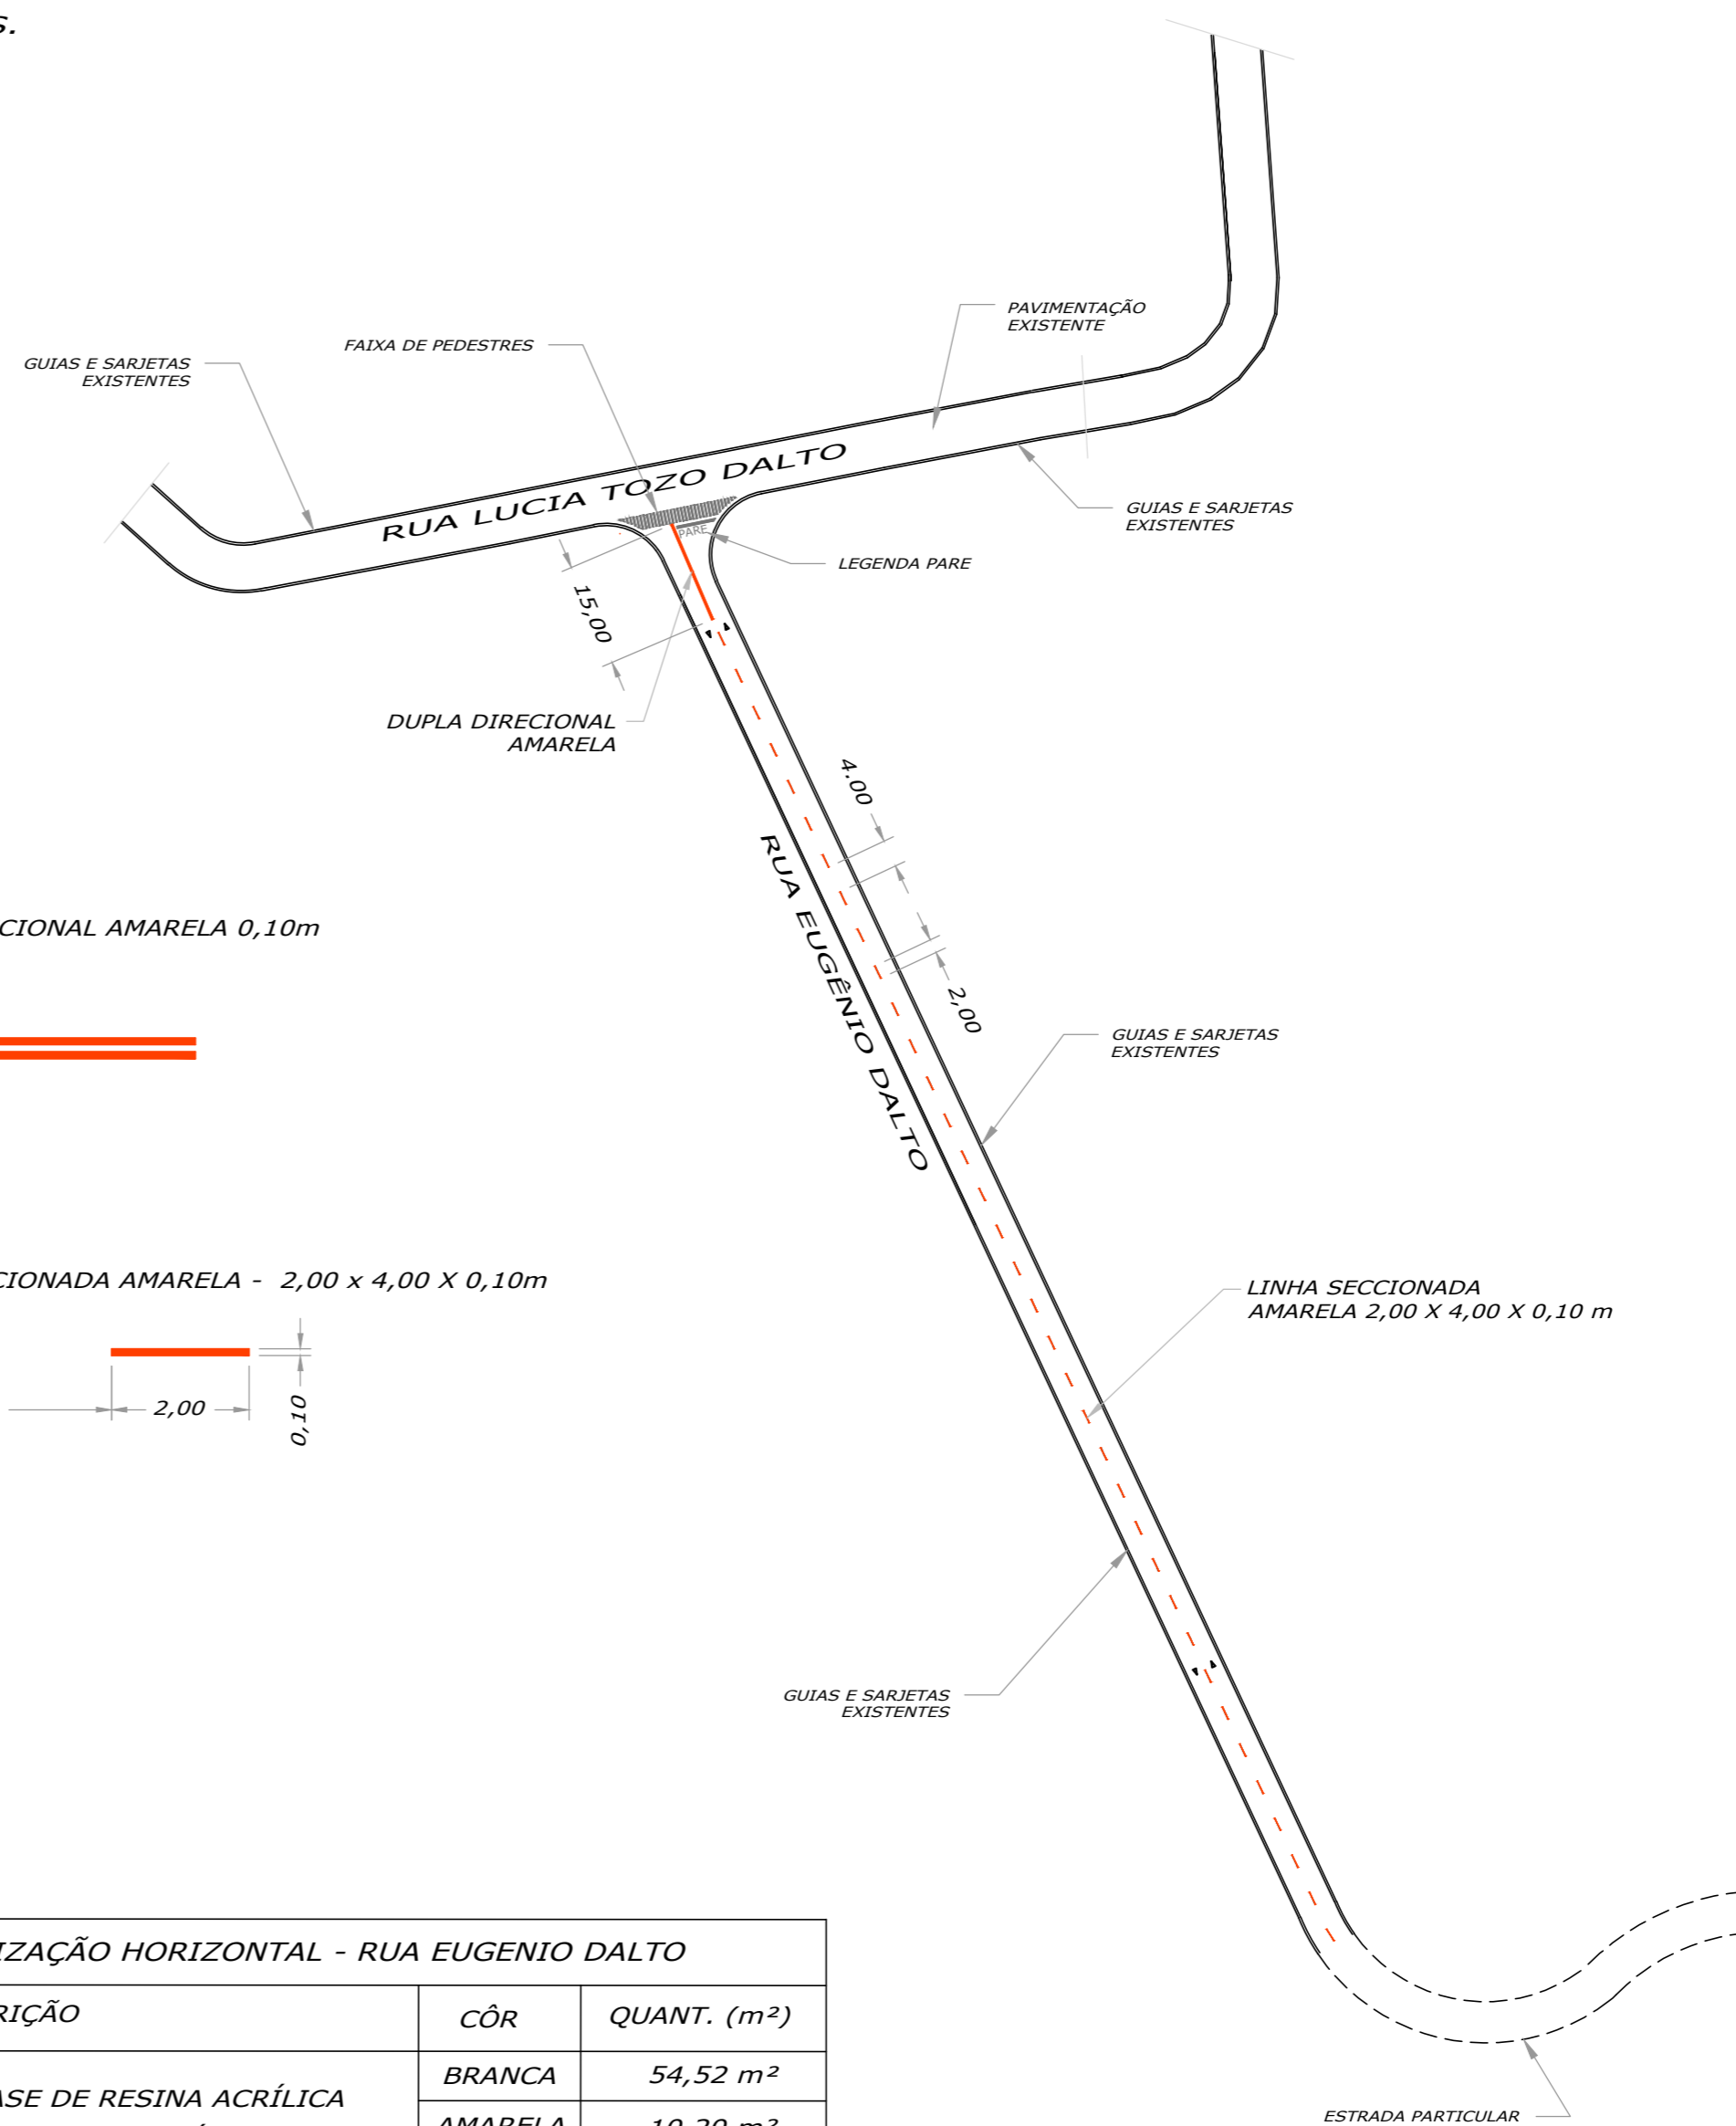 S.
PAVIMENTAÇÃO
EXISTENTE
FAIXA DE PEDESTRES
GUIAS E SARJETAS
EXISTENTES
RUA LUCIA TOZO DALTO
GUIAS E SARJETAS
EXISTENTES
PARE
LEGENDA PARE
15,00
DUPLA DIRECIONAL
AMARELA
4.00
RUA EUGÊNIO DALTO
CIONAL AMARELA 0,10m
2,00
GUIAS E SARJETAS
EXISTENTES
CIONADA AMARELA - 2,00 x 4,00 X 0,10m
LINHA SECCIONADA
AMARELA 2,00 X 4,00 X 0,10 m
2,00
0,10
GUIAS E SARJETAS
EXISTENTES
IZAÇÃO HORIZONTAL - RUA EUGENIO DALTO
RIÇÃO CÔR QUANT. (m²)
BRANCA 54,52 m²
ASE DE RESINA ACRÍLICA
AMARELA
ESTRADA PARTICULAR